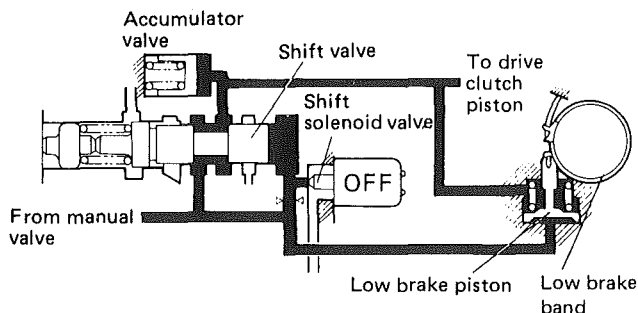 Accumulator
valve
Shift valve
Shift
solenoid valve
To drive
clutch
piston
OFF
From manual
valve
Low brake piston
Low brake
band